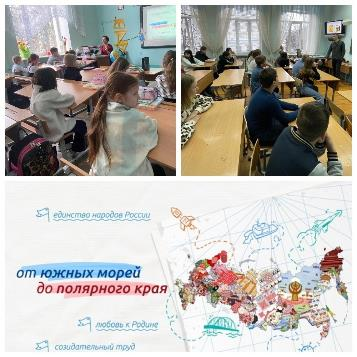 единство народов России
от южных морей
до полярного края
любовь к Родине
созидательный труд